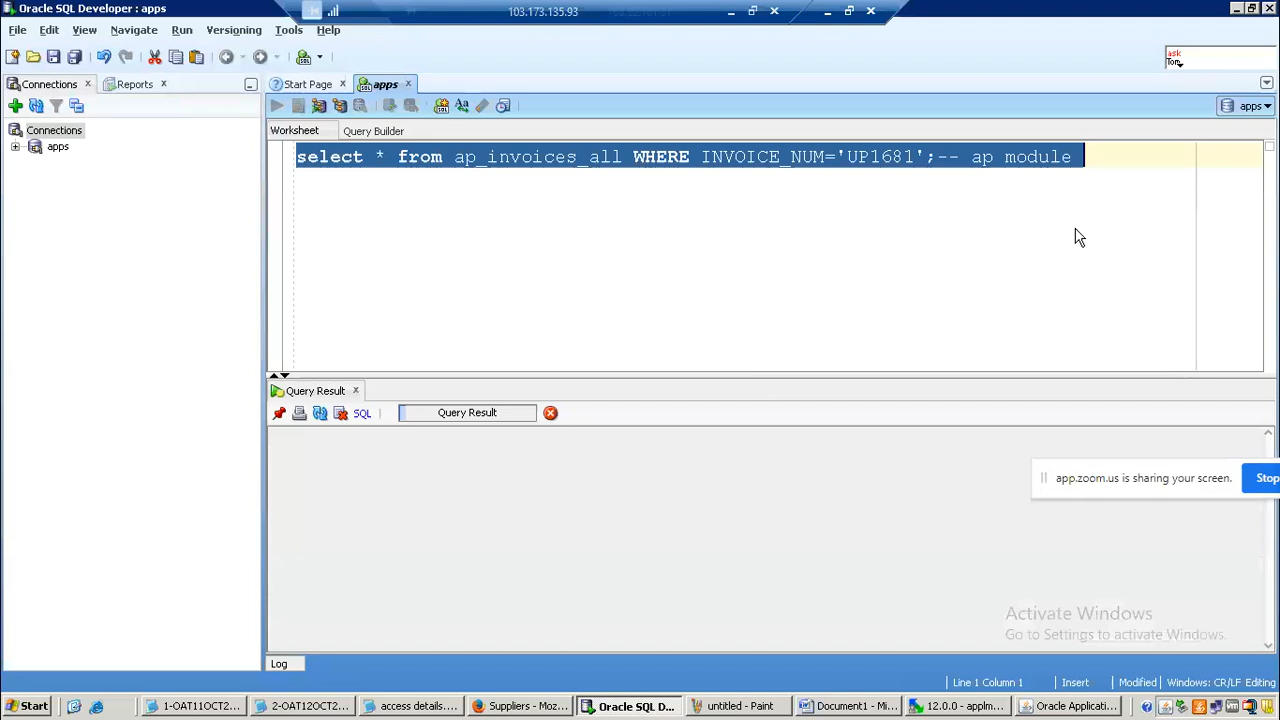 Oracle SQL Developer : apps
103.173.135.93
File Edit View Navigate Run Versioning Tools Help
ask
Tom
Connections Reports Start Page apps
apps
Worksheet Query Builder
Connections
apps
select * from ap_invoices_all WHERE INVOICE_NUM='UP1681';-- ap module
Query Result
SQL Query Result
app.zoom.us is sharing your screen. Stop
Activate Windows
Go to Settings to activate Windows.
Log
Line 1 Column 1 Insert Modified Windows: CR/LF Editing
Start 1-OAT11OCT2... 2-OAT12OCT2... access details.... Suppliers - M... Oracle SQL D... untitled - Paint Document1 - Mi... 12.0.0 - applm... Oracle Applicati...